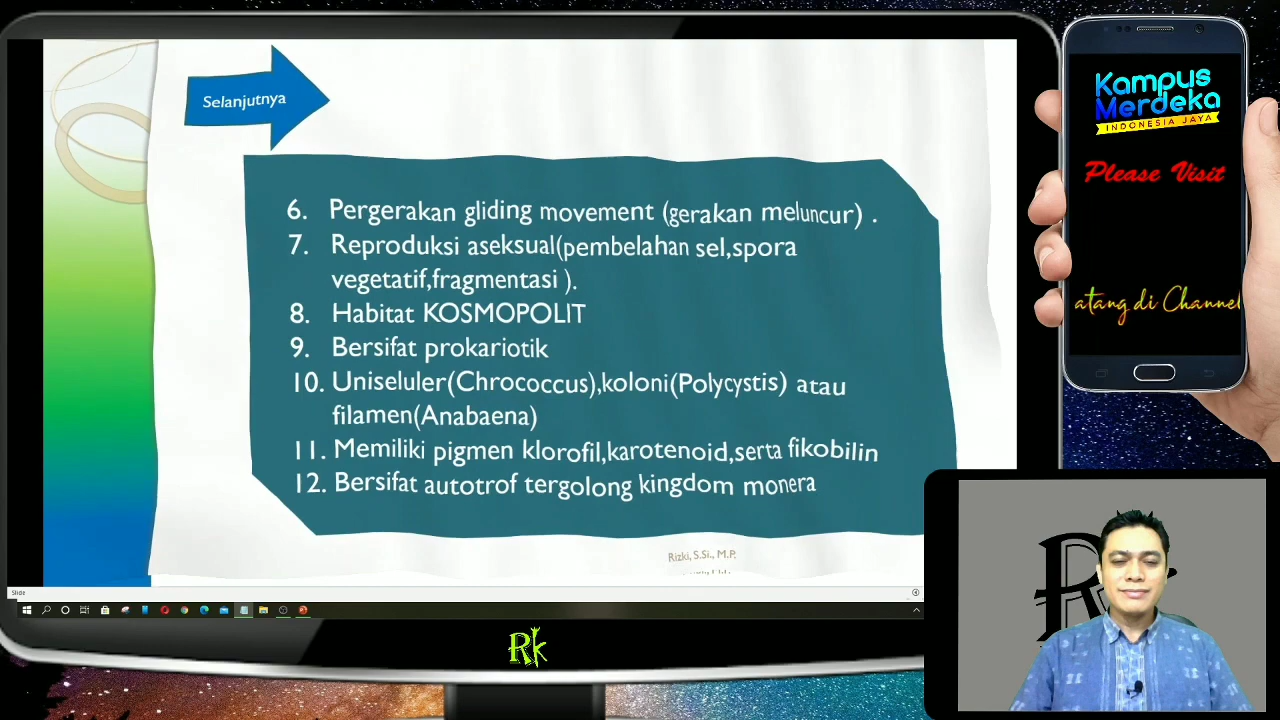 Selanjutnya
6. Pergerakan gliding movement (gerakan meluncur) .
7. Reproduksi aseksual(pembelahan sel,spora
vegetatif,fragmentasi ).
8. Habitat KOSMOPOLIT
9. Bersifat prokariotik
10. Uniseluler(Chrococcus),koloni(Polycystis) atau
filamen(Anabaena)
11. Memiliki pigmen klorofil,karotenoid,serta fikobilin
12. Bersifat autotrof tergolong kingdom monera
Rizki, S.Si., M.P.
Slide
Rk
Kampus
Merdeka
INDONESIA JAYA
Please Visit
atang di Channel